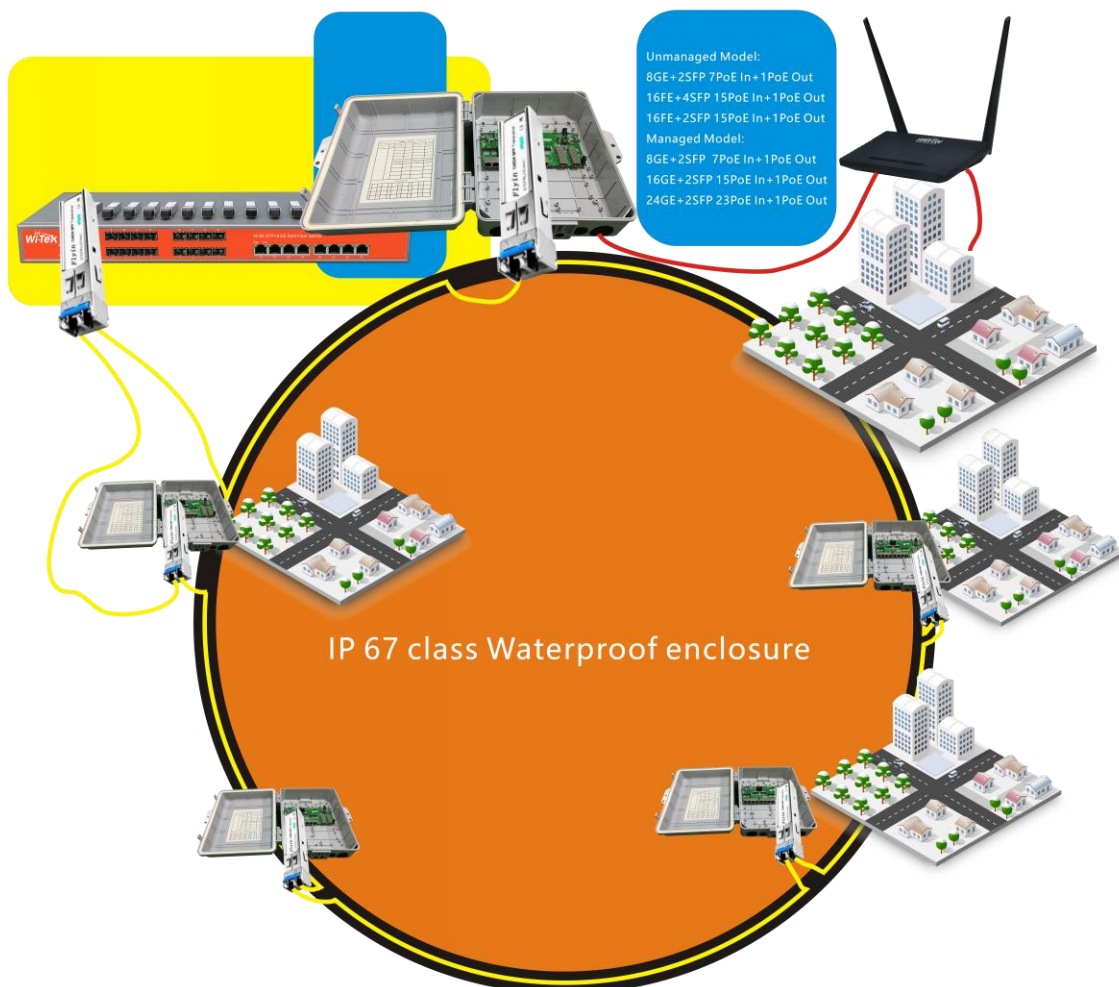 Unmanaged Model:
8GE+2SFP 7PoE In+1PoE Out
16FE+4SFP 15PoE In+1PoE Out
16FE+2SFP 15PoE In+1PoE Out
Managed Model:
8GE+2SFP 7PoE In+1PoE Out
16GE+2SFP 15PoE In+1PoE Out
24GE+2SFP 23PoE In+1PoE Out
Wi-Tek
Flyin
Flyin
IP 67 class Waterproof enclosure